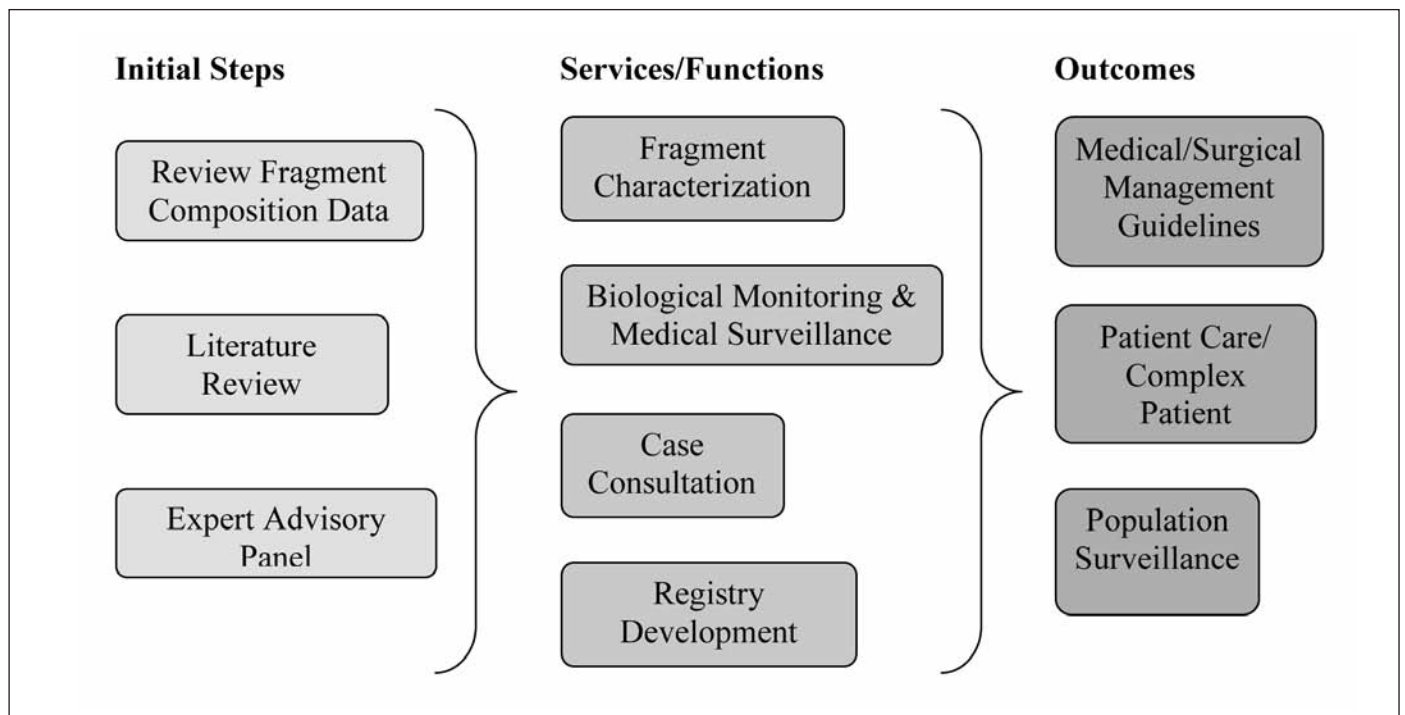 Initial Steps
Review Fragment
Composition Data
Literature
Review
Expert Advisory
Panel
Services/Functions
Fragment
Characterization
Biological Monitoring &
Medical Surveillance
Case
Consultation
Registry
Development
Outcomes
Medical/Surgical
Management
Guidelines
Patient Care/
Complex
Patient
Population
Surveillance